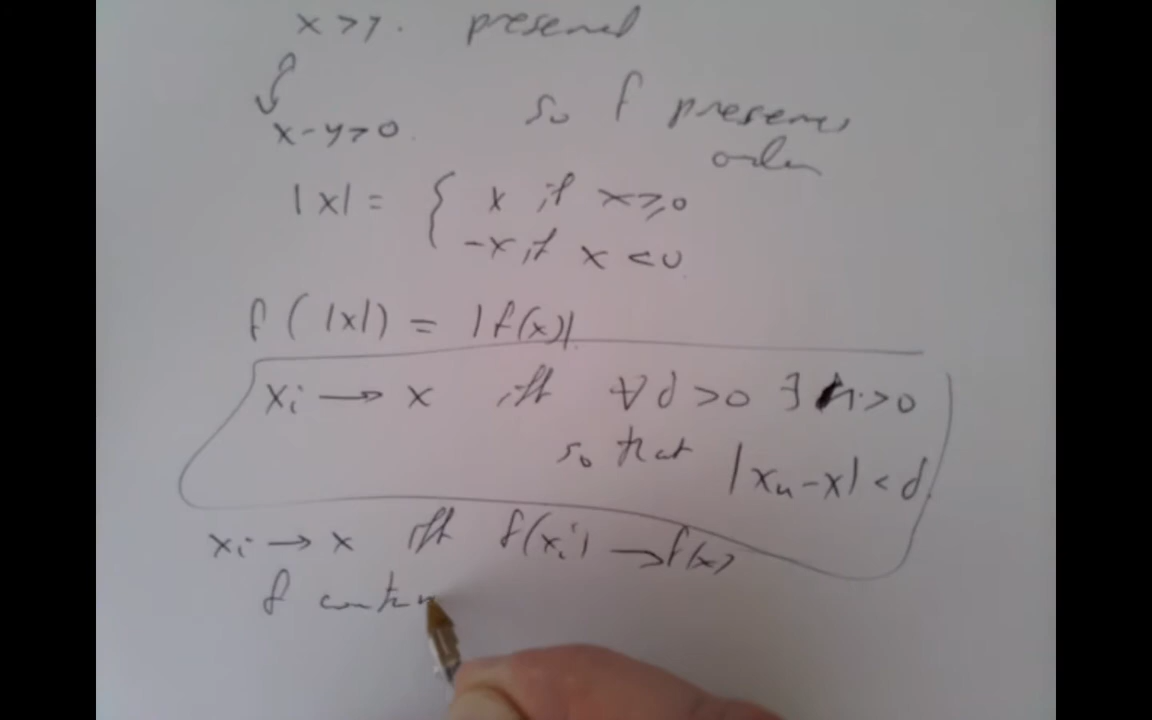 x > y. preserved
x - y > 0.
so f preserves
order
|x| = { x if x ≥ 0
-x if x < 0
f(|x|) = |f(x)|
xᵢ → x iff ∀d > 0 ∃ n > 0
so that |xₙ - x| < d.
xᵢ → x iff f(xᵢ) → f(x)
f contin